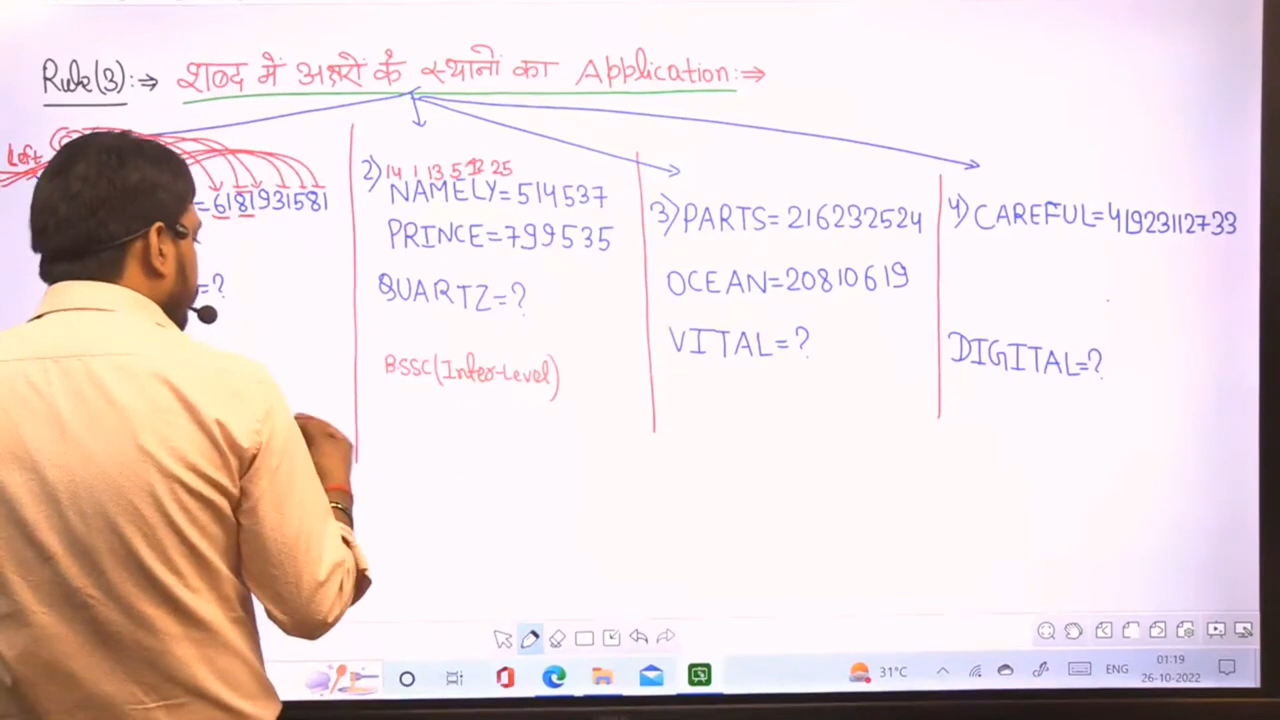 Rule(3):⇒ शब्द में अक्षरों के स्थानों का Application:⇒
Left
=6181931581
=?
14 1 13 5 12 25
2) NAMELY=514537
PRINCE=799535
QUARTZ=?
BSSC(Inter-Level)
3) PARTS=216232524
OCEAN=20810619
VITAL=?
4) CAREFUL=41923112733
DIGITAL=?
31°C
ENG
01:19
26-10-2022